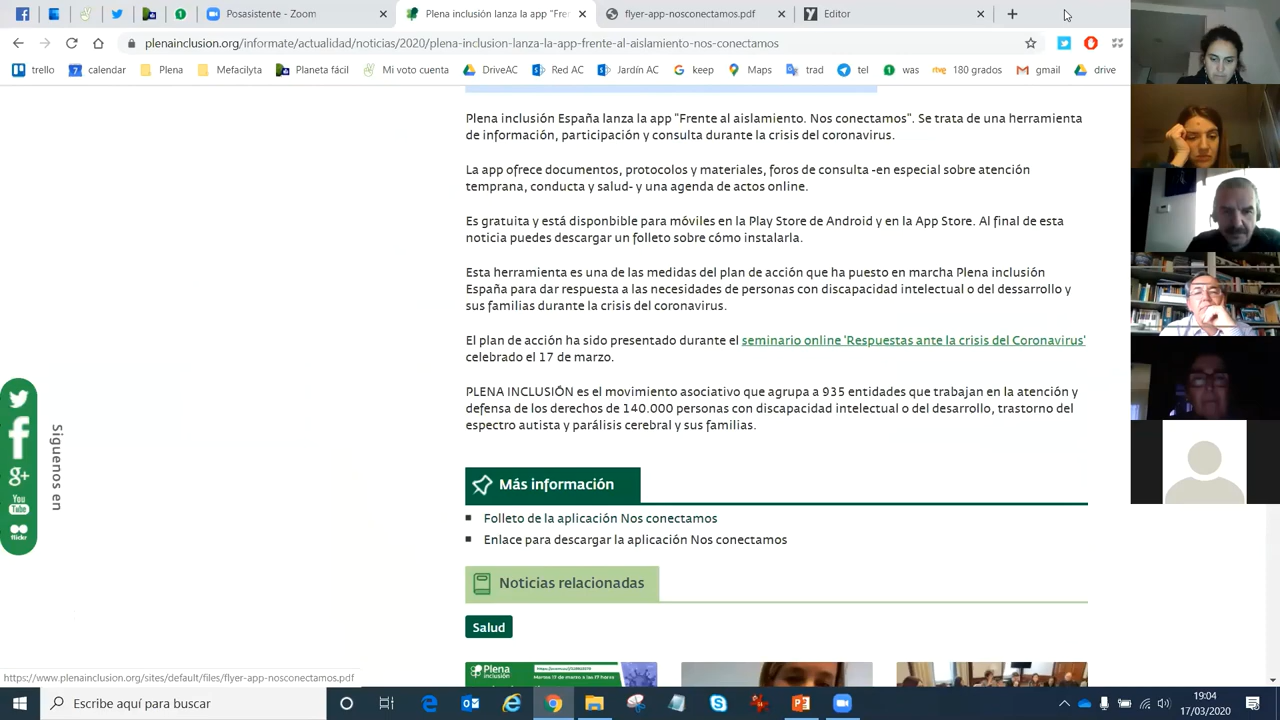 Posasistente - Zoom
Plena inclusión lanza la app "Fre
flyer-app-nosconectamos.pdf
Editor
plenainclusion.org/informate/actualidad/noticias/2020/plena-inclusion-lanza-la-app-frente-al-aislamiento-nos-conectamos
trello calendar Plena Mefacilyta Planeta fácil Mi voto cuenta DriveAC Red AC Jardín AC keep Maps trad tel was 180 grados gmail drive
Plena inclusión España lanza la app "Frente al aislamiento. Nos conectamos". Se trata de una herramienta
de información, participación y consulta durante la crisis del coronavirus.
La app ofrece documentos, protocolos y materiales, foros de consulta -en especial sobre atención
temprana, conducta y salud- y una agenda de actos online.
Es gratuita y está disponbible para móviles en la Play Store de Android y en la App Store. Al final de esta
noticia puedes descargar un folleto sobre cómo instalarla.
Esta herramienta es una de las medidas del plan de acción que ha puesto en marcha Plena inclusión
España para dar respuesta a las necesidades de personas con discapacidad intelectual o del dessarrollo y
sus familias durante la crisis del coronavirus.
El plan de acción ha sido presentado durante el seminario online 'Respuestas ante la crisis del Coronavirus'
celebrado el 17 de marzo.
PLENA INCLUSIÓN es el movimiento asociativo que agrupa a 935 entidades que trabajan en la atención y
defensa de los derechos de 140.000 personas con discapacidad intelectual o del desarrollo, trastorno del
espectro autista y parálisis cerebral y sus familias.
Síguenos en
Más información
Folleto de la aplicación Nos conectamos
Enlace para descargar la aplicación Nos conectamos
Noticias relacionadas
Salud
Plena
inclusión
Martes 17 de marzo a las 17 horas
https://www.plenainclusion.org/sites/default/files/flyer-app-nosconectamos.pdf
Escribe aquí para buscar
19:04
17/03/2020